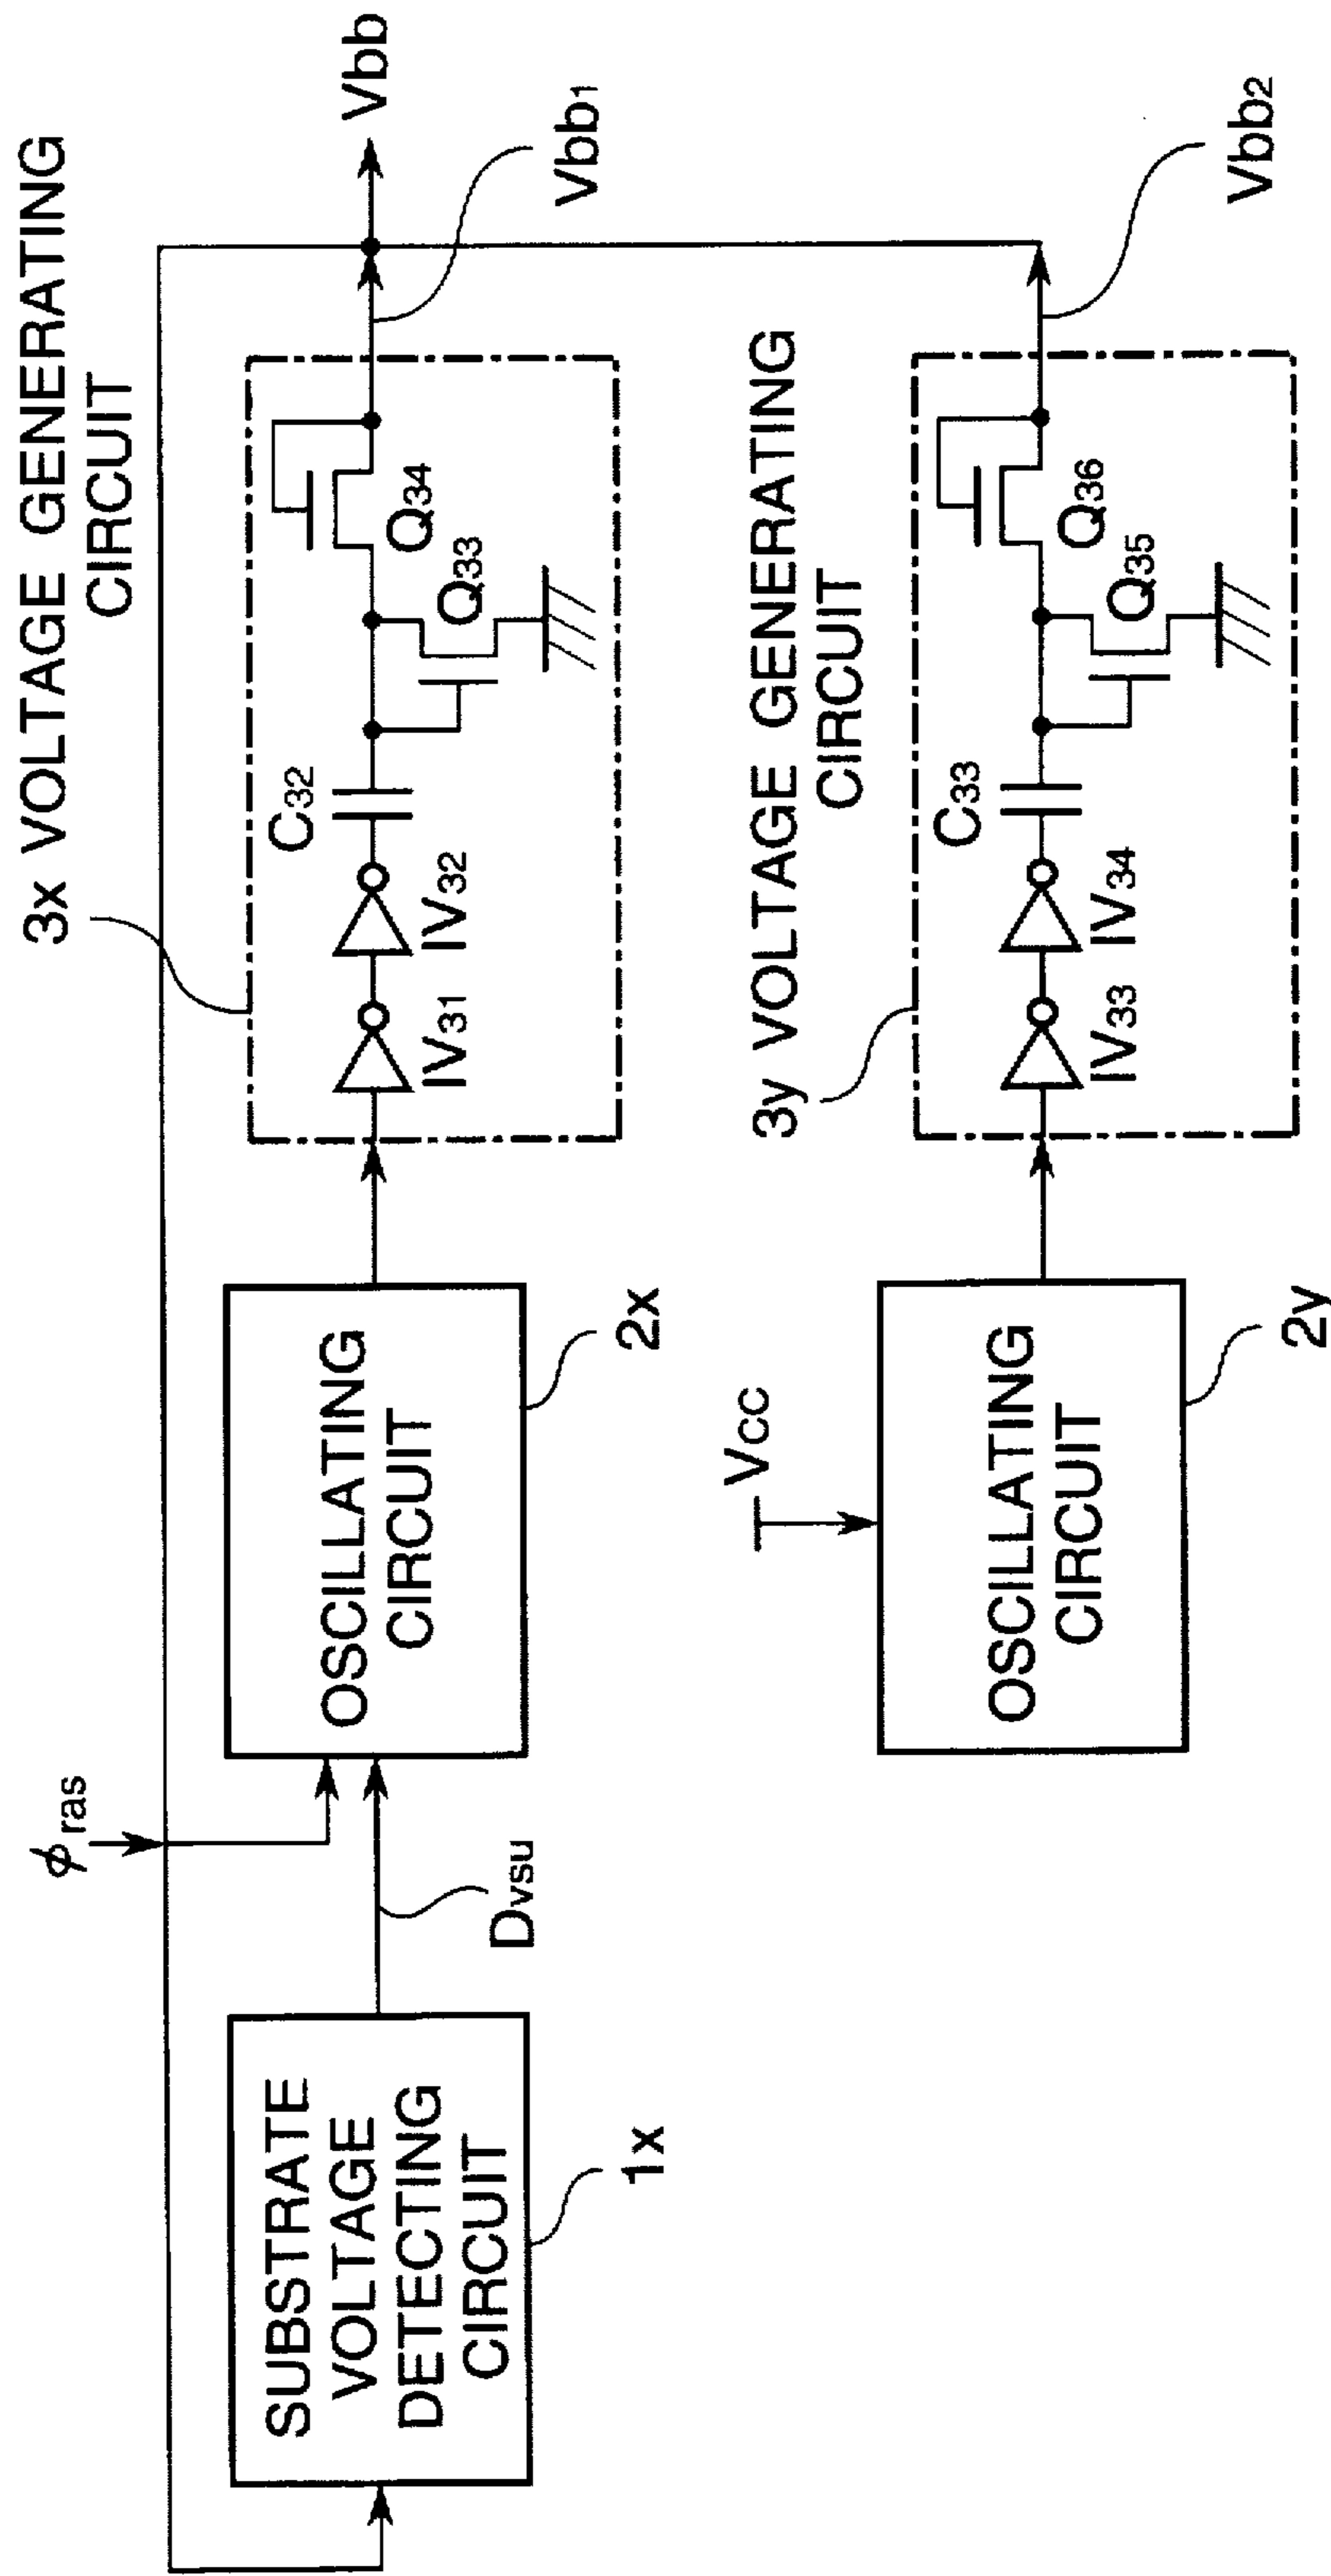 3x VOLTAGE GENERATING
CIRCUIT
ϕras
SUBSTRATE
VOLTAGE
DETECTING
CIRCUIT
1x
Dvsu
OSCILLATING
CIRCUIT
2x
IV31
IV32
C32
Q33
Q34
Vbb1
Vbb
3y VOLTAGE GENERATING
CIRCUIT
Vcc
OSCILLATING
CIRCUIT
2y
IV33
IV34
C33
Q35
Q36
Vbb2